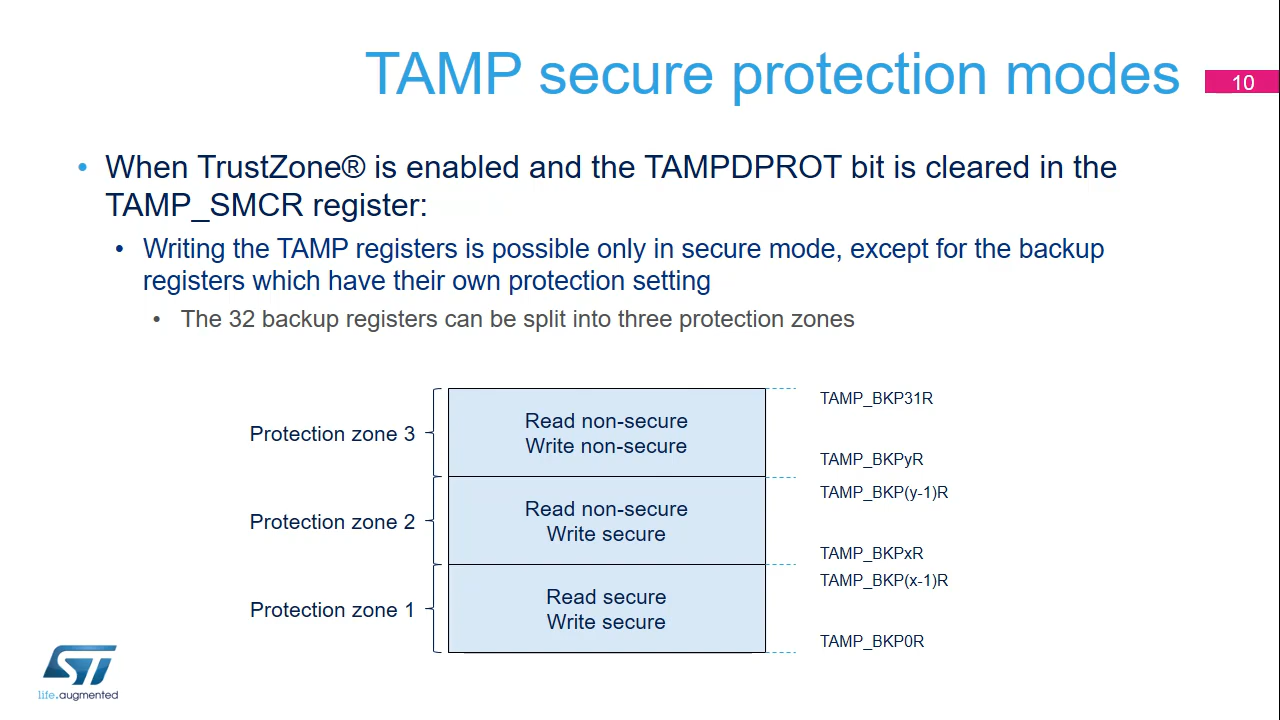 TAMP secure protection modes
10
• When TrustZone® is enabled and the TAMPDPROT bit is cleared in the
TAMP_SMCR register:
• Writing the TAMP registers is possible only in secure mode, except for the backup
registers which have their own protection setting
• The 32 backup registers can be split into three protection zones
Protection zone 3
Read non-secure
Write non-secure
TAMP_BKP31R
TAMP_BKPyR
Protection zone 2
Read non-secure
Write secure
TAMP_BKP(y-1)R
TAMP_BKPxR
Protection zone 1
Read secure
Write secure
TAMP_BKP(x-1)R
TAMP_BKP0R
ST
life.augmented